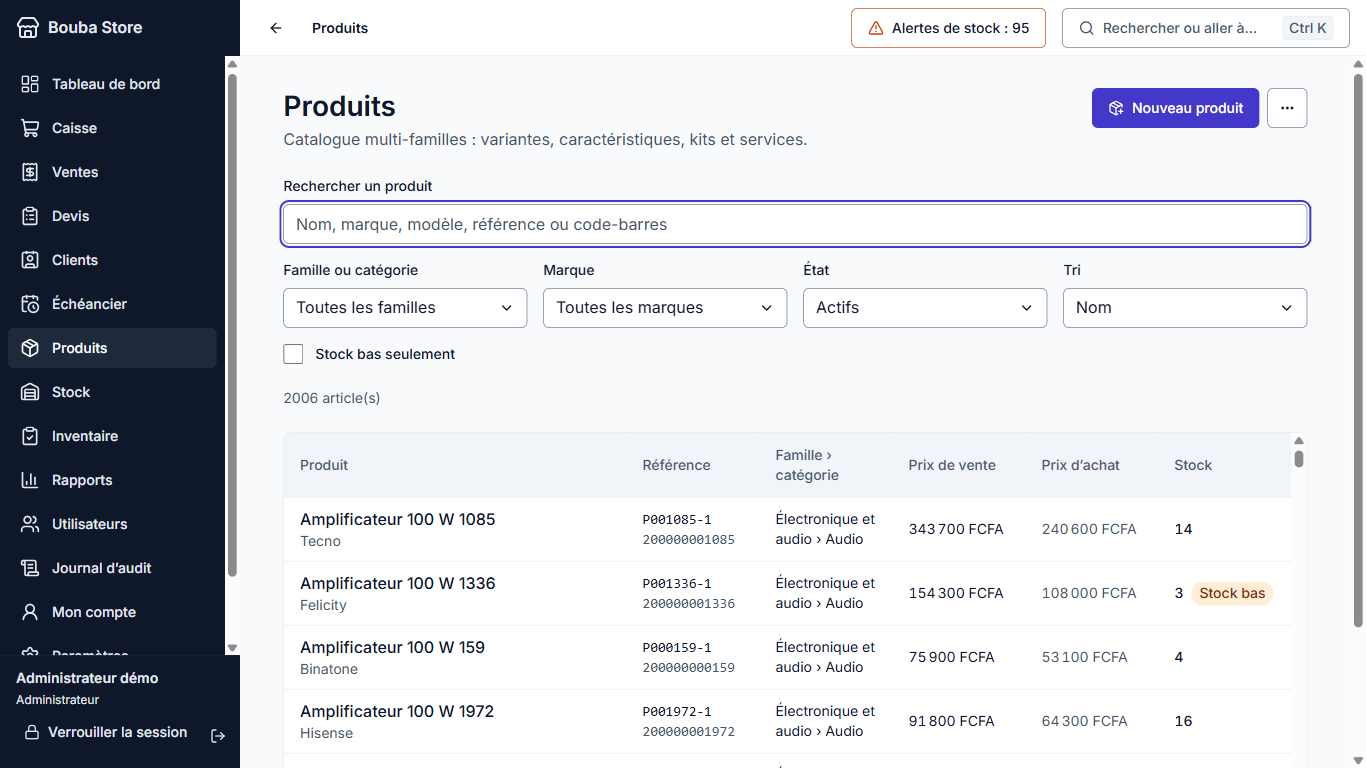 Bouba Store
Tableau de bord
Caisse
Ventes
Devis
Clients
Échéancier
Produits
Stock
Inventaire
Rapports
Utilisateurs
Journal d’audit
Mon compte
Paramètres
Administrateur démo
Administrateur
Verrouiller la session
Produits
Alertes de stock : 95
Rechercher ou aller à… Ctrl K
Produits
Catalogue multi-familles : variantes, caractéristiques, kits et services.
Nouveau produit
Rechercher un produit
Nom, marque, modèle, référence ou code-barres
Famille ou catégorie Marque État Tri
Toutes les familles Toutes les marques Actifs Nom
Stock bas seulement
2006 article(s)
Produit Référence Famille › catégorie Prix de vente Prix d’achat Stock
Amplificateur 100 W 1085 P001085-1 Électronique et 343 700 FCFA 240 600 FCFA 14
Tecno 200000001085 audio › Audio
Amplificateur 100 W 1336 P001336-1 Électronique et 154 300 FCFA 108 000 FCFA 3 Stock bas
Felicity 200000001336 audio › Audio
Amplificateur 100 W 159 P000159-1 Électronique et 75 900 FCFA 53 100 FCFA 4
Binatone 200000000159 audio › Audio
Amplificateur 100 W 1972 P001972-1 Électronique et 91 800 FCFA 64 300 FCFA 16
Hisense 200000001972 audio › Audio